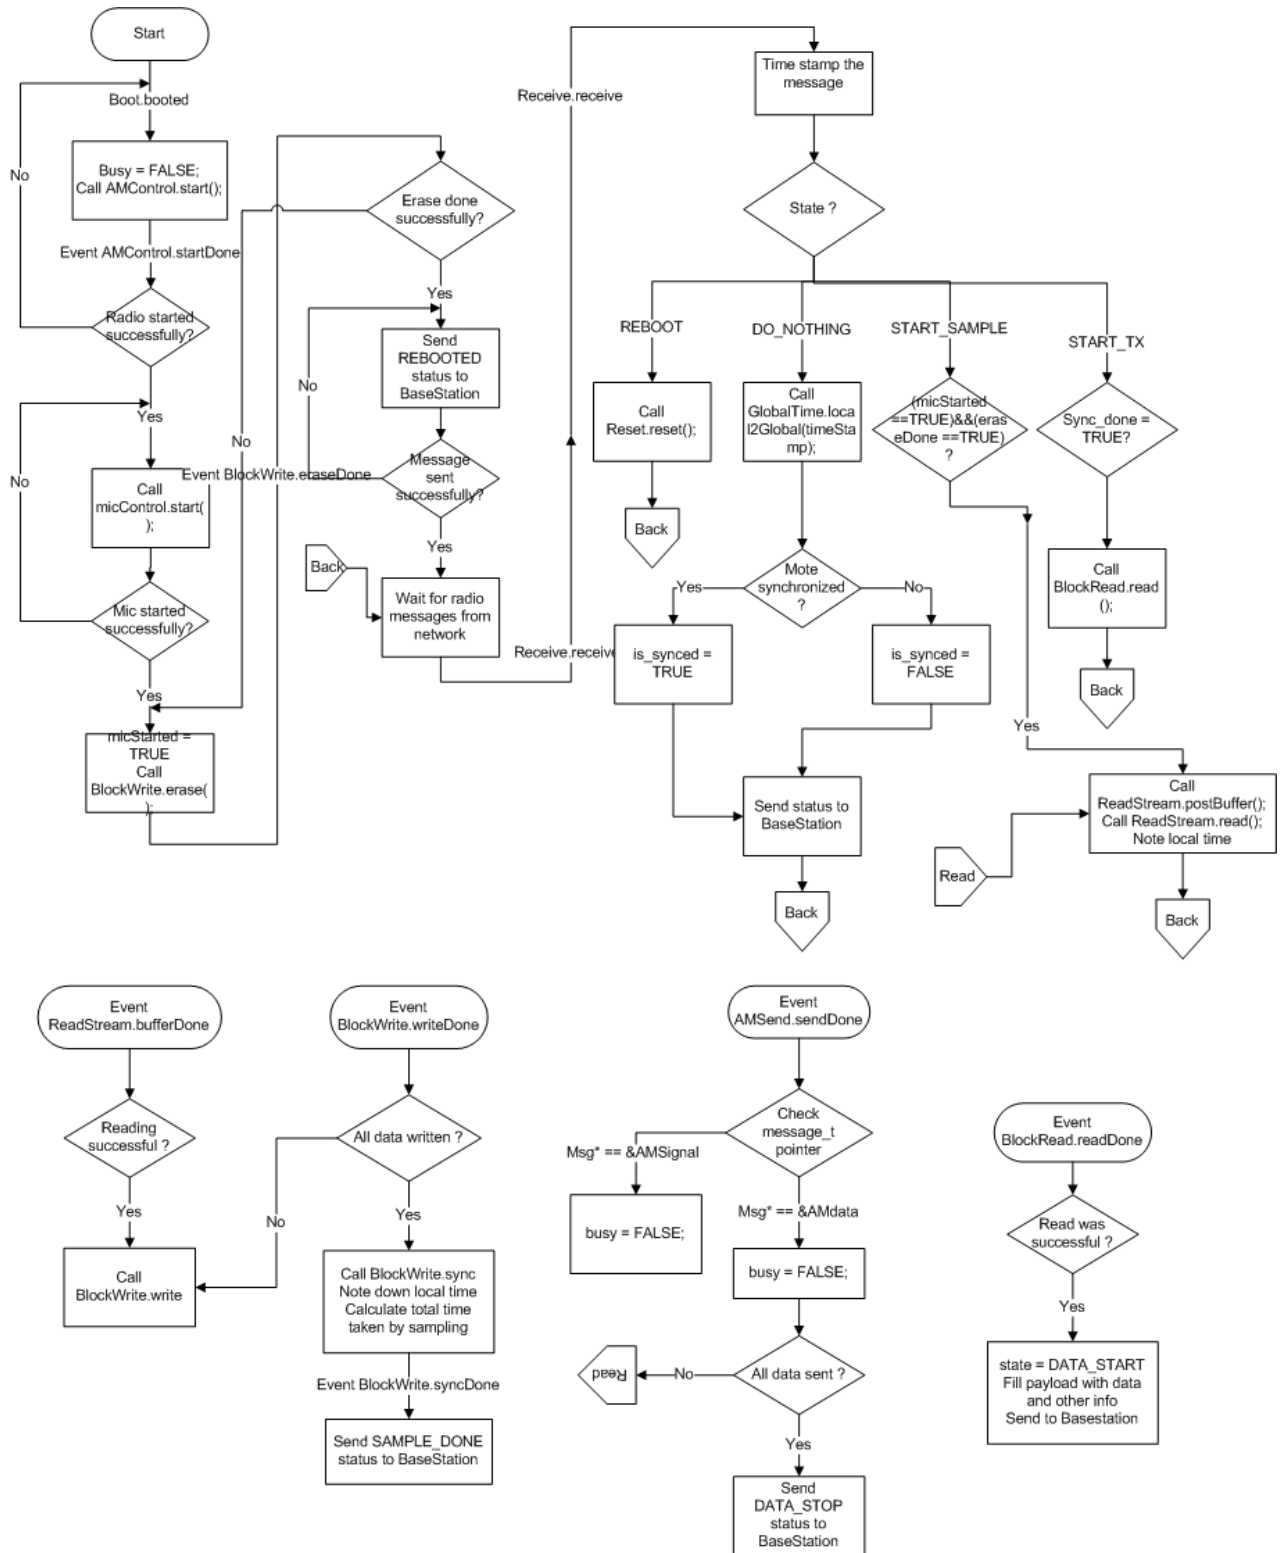 Start
Boot.booted
No
Busy = FALSE;
Call AMControl.start();
Event AMControl.startDone
Radio started
successfully?
Yes
No
Call
micControl.start(
);
Mic started
successfully?
Yes
micStarted =
TRUE
Call
BlockWrite.erase(
);
No
Event BlockWrite.eraseDone
Erase done
successfully?
Yes
Send
REBOOTED
status to
BaseStation
No
Message
sent
successfully?
Yes
Back
Wait for radio
messages from
network
Receive.receive
Receive.receive
Time stamp the
message
State ?
REBOOT
DO_NOTHING
START_SAMPLE
START_TX
Call
Reset.reset();
Back
Call
GlobalTime.loca
l2Global(timeSta
mp);
(micStarted
==TRUE)&&(eras
eDone ==TRUE)
?
Sync_done =
TRUE?
Mote
synchronized
?
Yes
No
is_synced =
TRUE
is_synced =
FALSE
Send status to
BaseStation
Back
Call
BlockRead.read
();
Back
Yes
Call
ReadStream.postBuffer();
Call ReadStream.read();
Note local time
Read
Back
Event
ReadStream.bufferDone
Reading
successful ?
Yes
Call
BlockWrite.write
Event
BlockWrite.writeDone
All data written ?
No
Yes
Call BlockWrite.sync
Note down local time
Calculate total time
taken by sampling
Event BlockWrite.syncDone
Send SAMPLE_DONE
status to BaseStation
Event
AMSend.sendDone
Check
message_t
pointer
Msg* == &AMSignal
busy = FALSE;
Msg* == &AMdata
busy = FALSE;
All data sent ?
No
Read
Yes
Send
DATA_STOP
status to
BaseStation
Event
BlockRead.readDone
Read was
successful ?
Yes
state = DATA_START
Fill payload with data
and other info
Send to Basestation